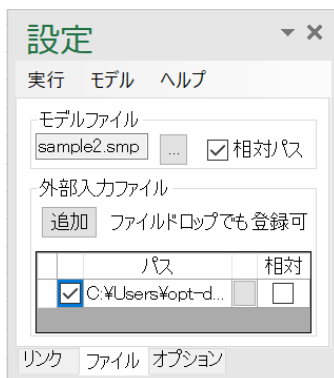 設定
実行 モデル ヘルプ
モデルファイル
sample2.smp ... 相対パス
外部入力ファイル
追加 ファイルドロップでも登録可
パス 相対
C:¥Users¥opt-d...
リンク ファイル オプション